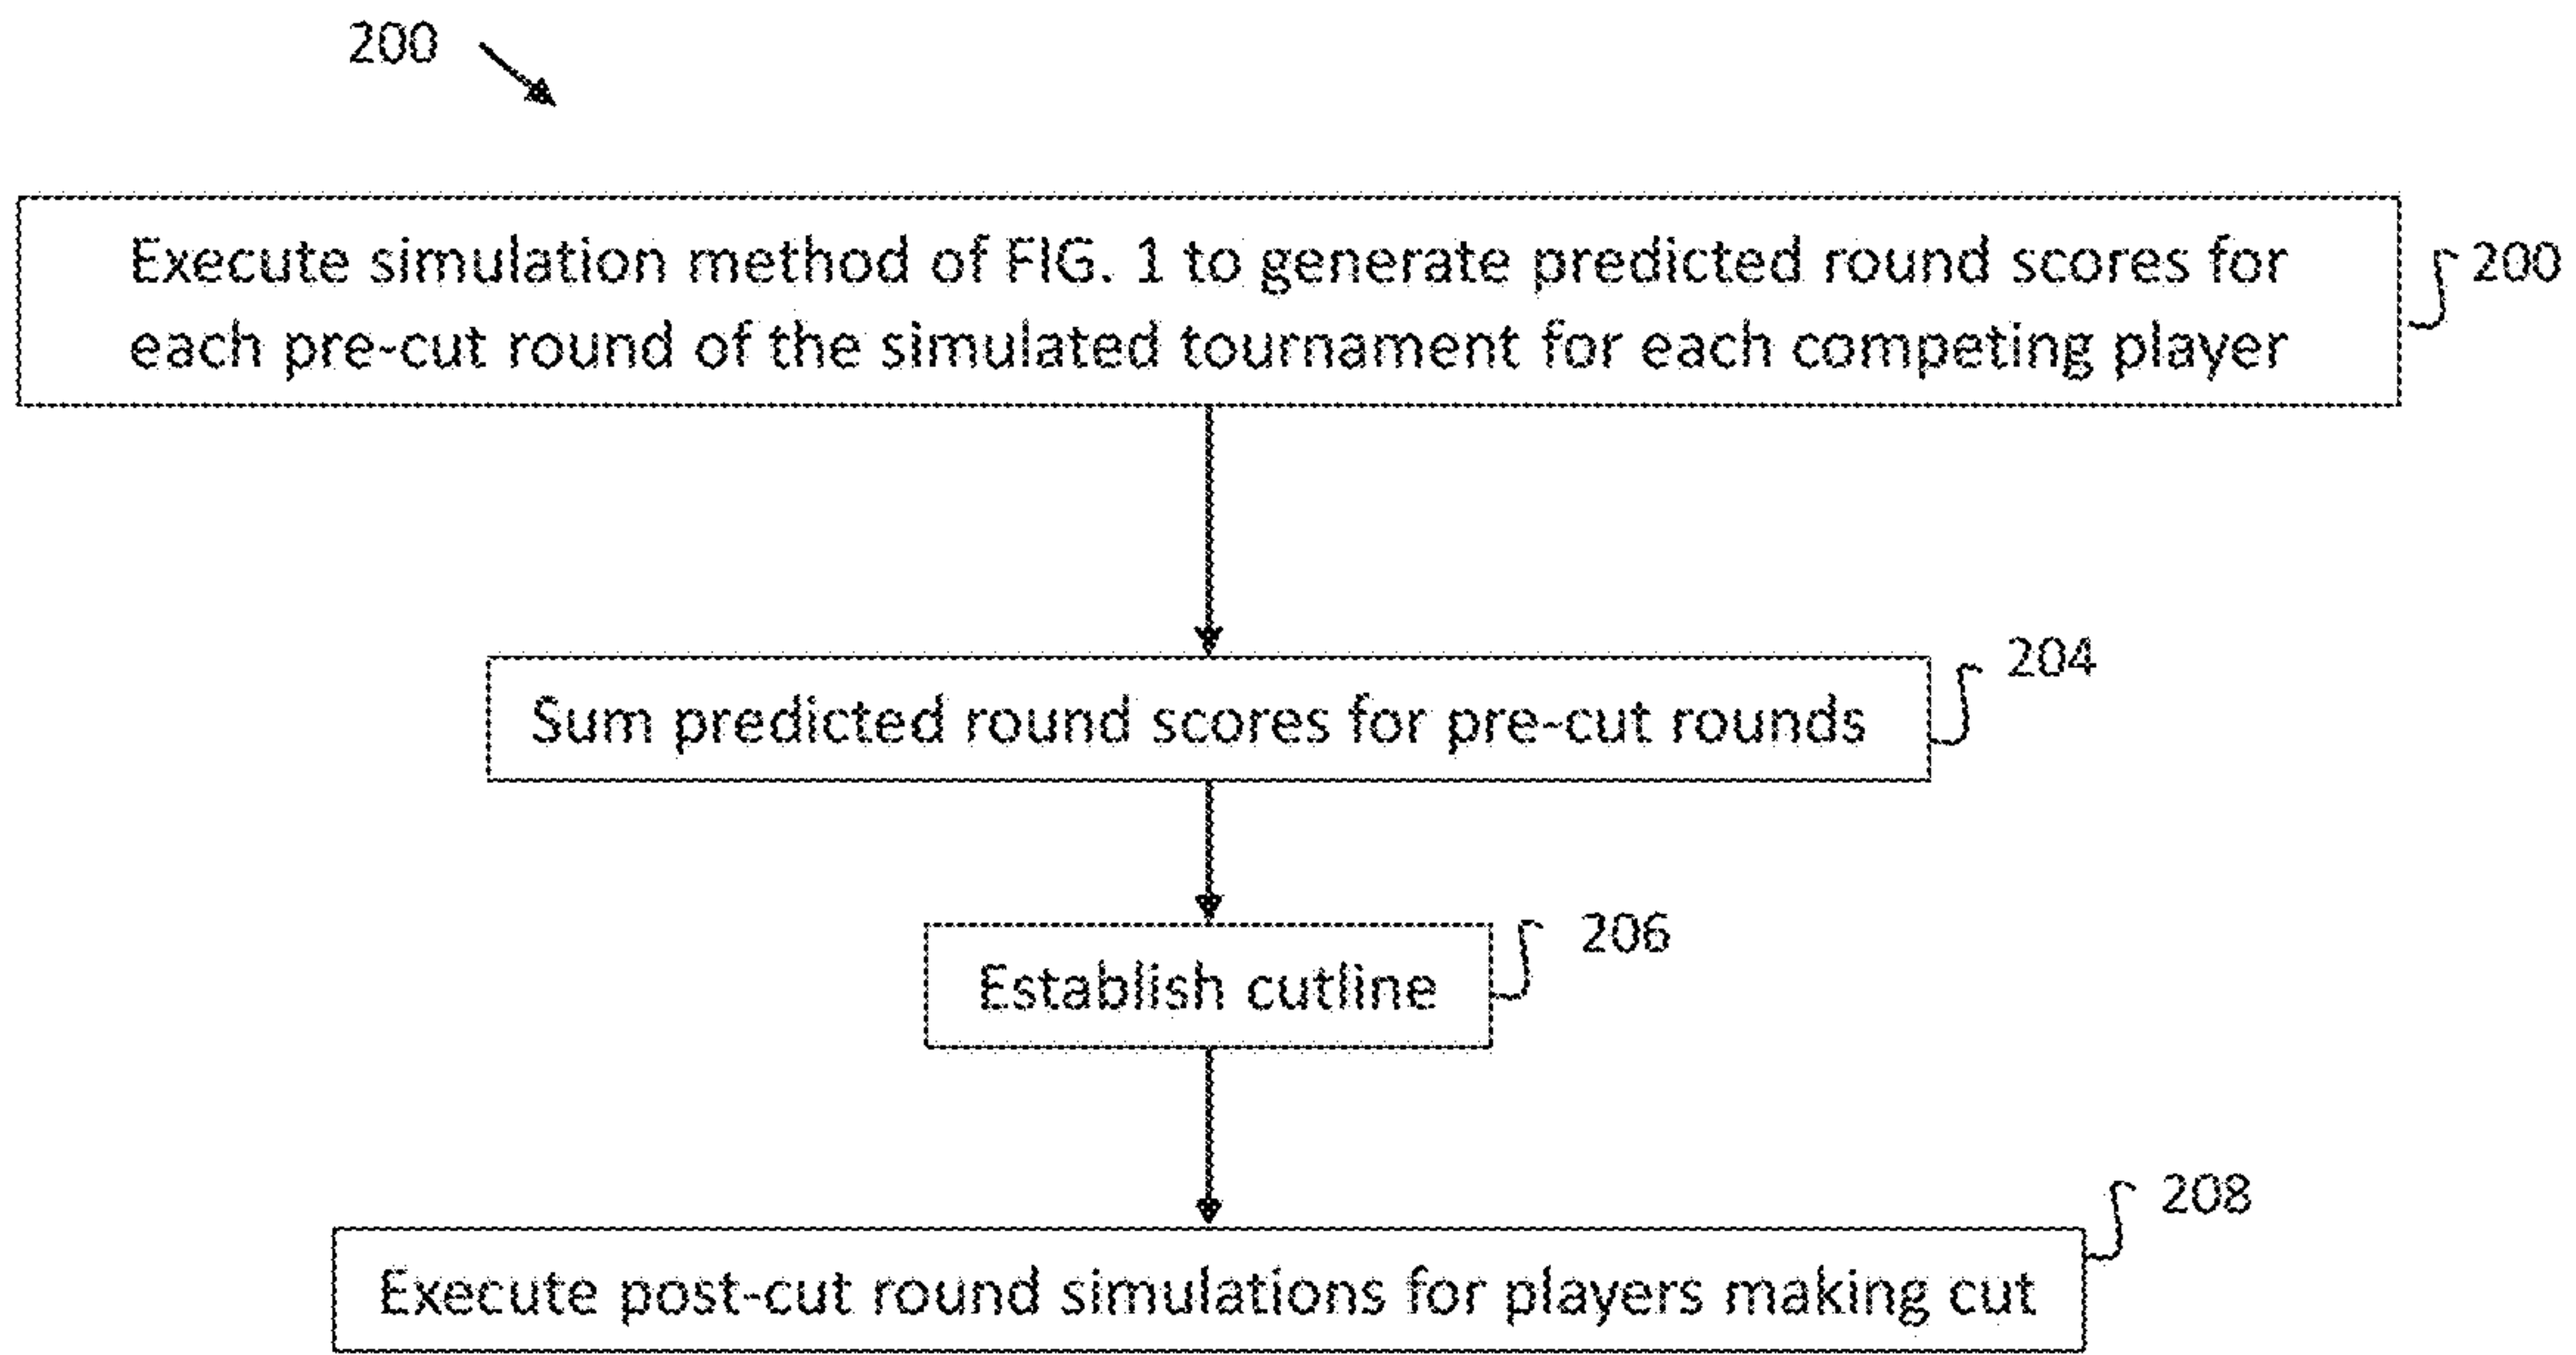 200
Execute simulation method of FIG. 1 to generate predicted round scores for
each pre-cut round of the simulated tournament for each competing player
200
Sum predicted round scores for pre-cut rounds
204
Establish cutline
206
Execute post-cut round simulations for players making cut
208